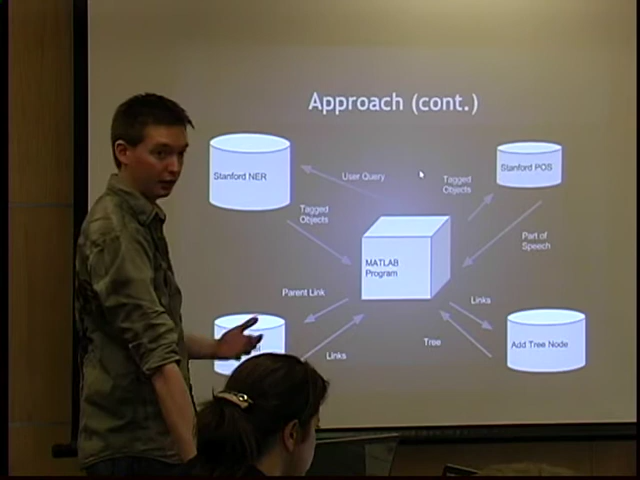 Approach (cont.)
Stanford NER
User Query
Tagged
Objects
Stanford POS
Tagged
Objects
MATLAB
Program
Part of
Speech
Parent Link
Links
Links
Tree
Add Tree Node